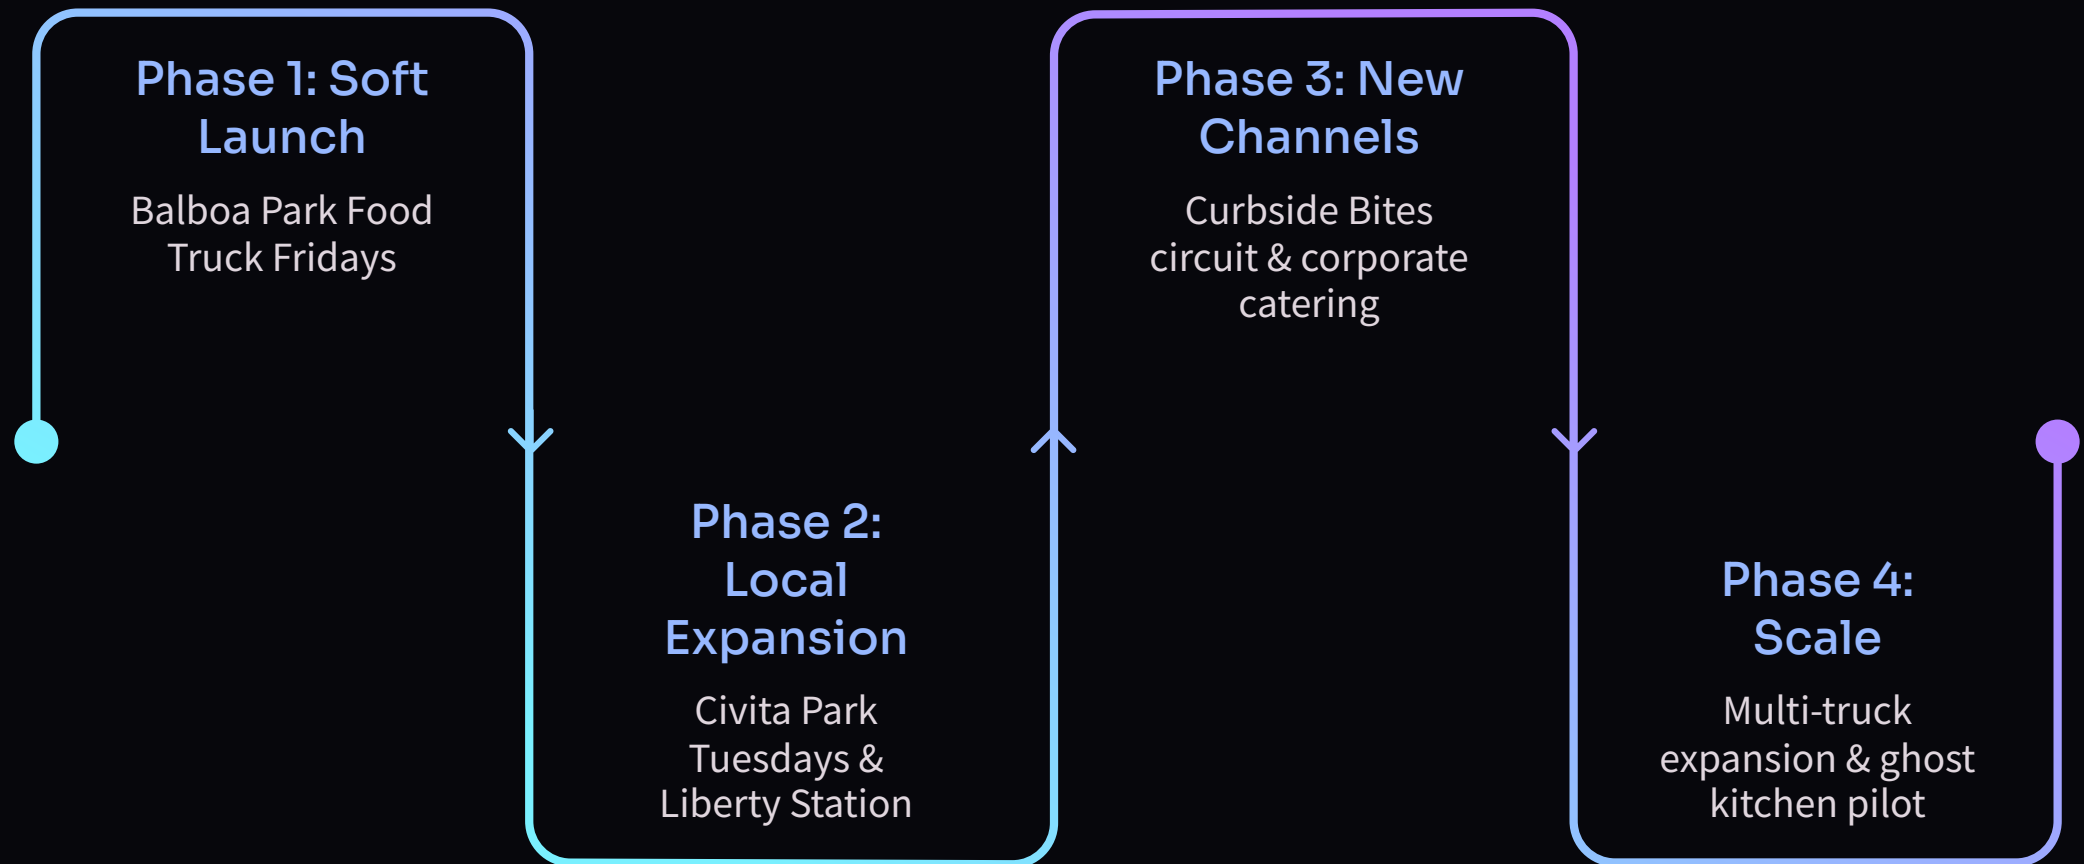 Phase 1: Soft
Launch
Balboa Park Food
Truck Fridays
Phase 2:
Local
Expansion
Civita Park
Tuesdays &
Liberty Station
Phase 3: New
Channels
Curbside Bites
circuit & corporate
catering
Phase 4:
Scale
Multi-truck
expansion & ghost
kitchen pilot